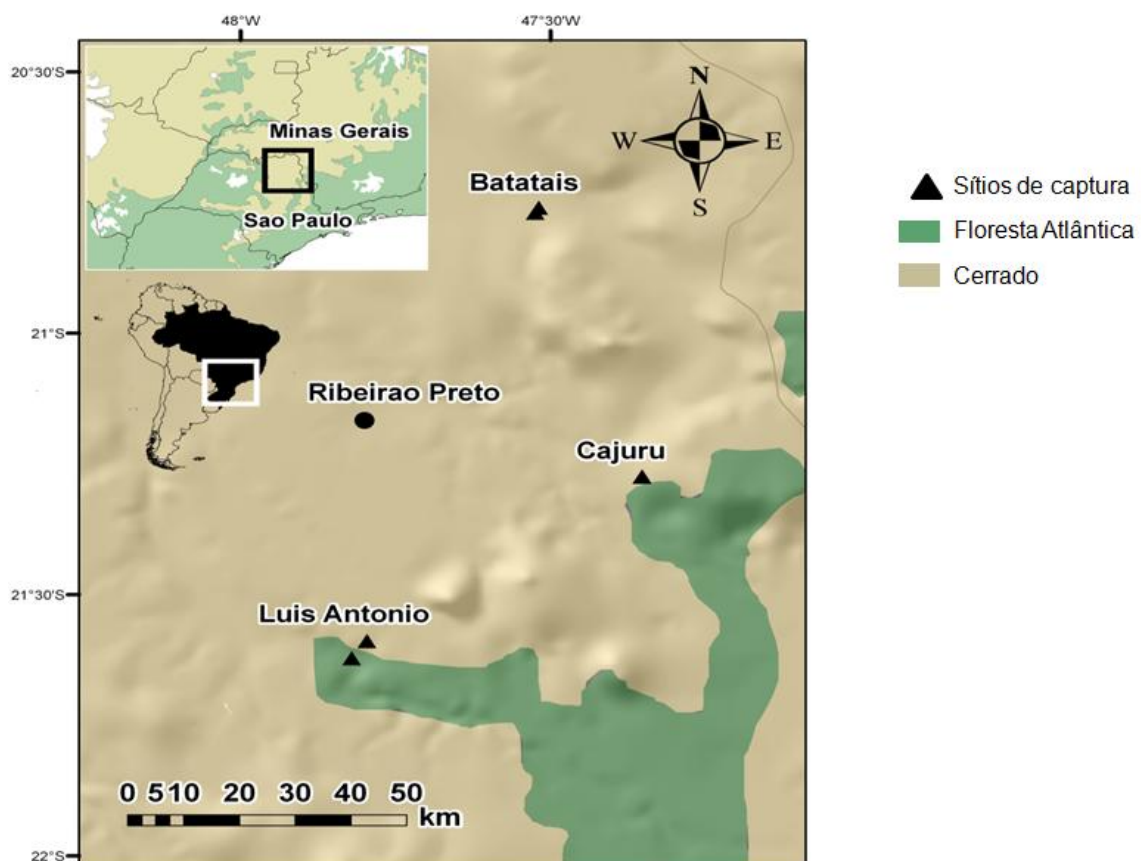 48°W
47°30'W
20°30'S
Minas Gerais
Sao Paulo
N
W
E
S
Batatais
Sítios de captura
Floresta Atlântica
Cerrado
21°S
Ribeirao Preto
Cajuru
21°30'S
Luis Antonio
0 5 10 20 30 40 50
km
22°S